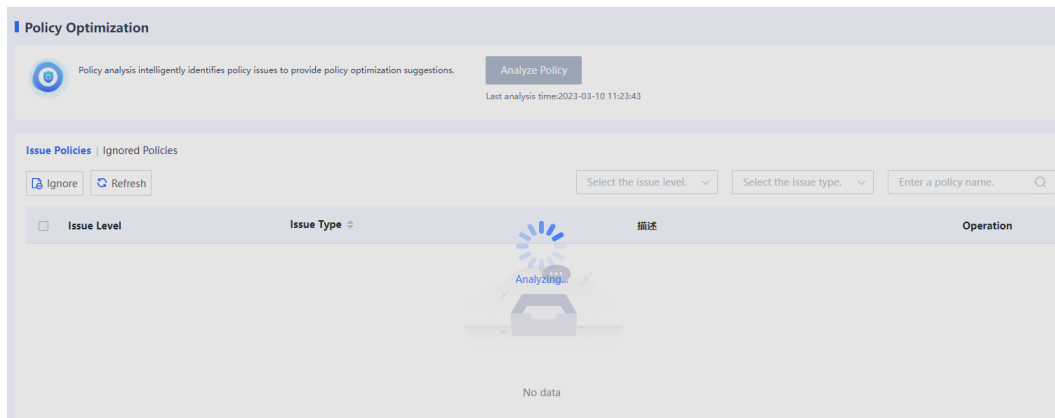 Policy Optimization
Policy analysis intelligently identifies policy issues to provide policy optimization suggestions.
Analyze Policy
Last analysis time:2023-03-10 11:23:43
Issue Policies | Ignored Policies
Ignore Refresh Select the issue level. Select the issue type. Enter a policy name.
Issue Level Issue Type 描述 Operation
Analyzing...
No data